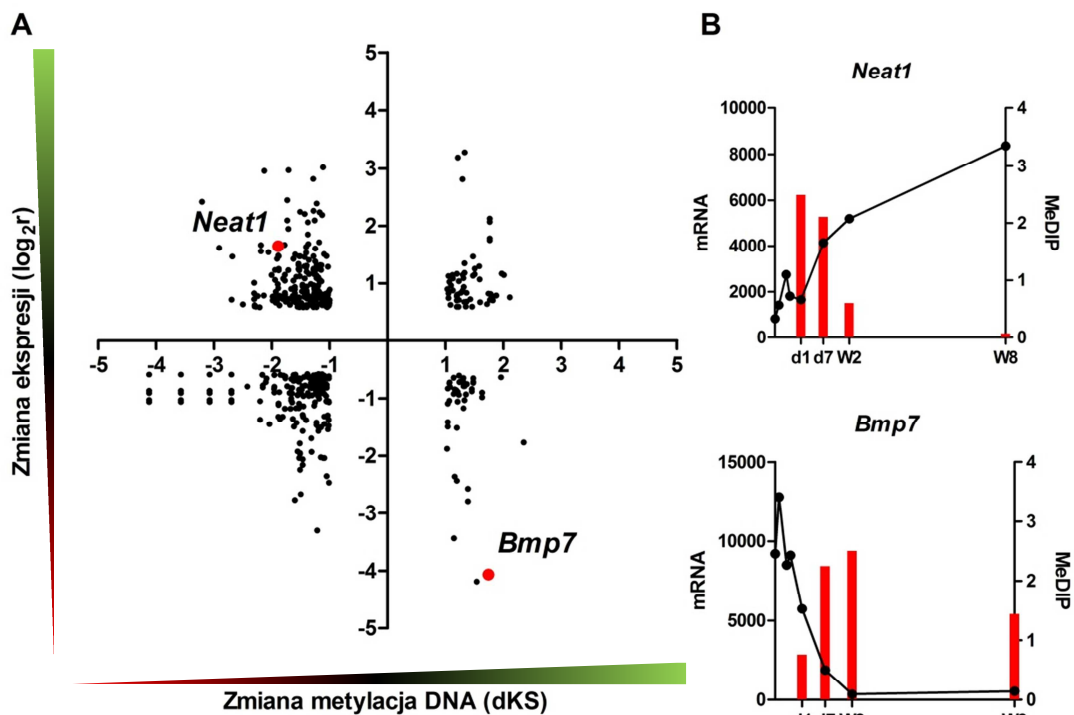 A
B
5
4
3
2
1
-1
-2
-3
-4
-5
-5 -4 -3 -2 -1 1 2 3 4 5
Neat1
Bmp7
Zmiana ekspresji (log2r)
Zmiana metylacja DNA (dKS)
Neat1
10000
8000
6000
4000
2000
0
mRNA
4
3
2
1
0
MeDIP
d1 d7 W2 W8
Bmp7
15000
10000
5000
0
mRNA
4
3
2
1
0
MeDIP